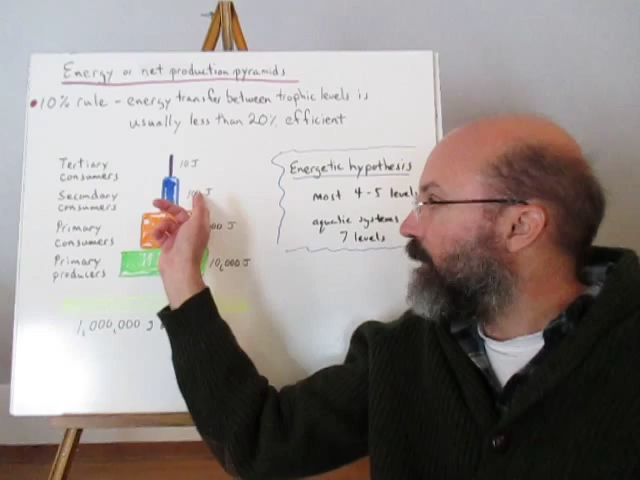 Energy or net production pyramids
•10% rule - energy transfer between trophic levels is
usually less than 20% efficient
Tertiary
consumers
10 J
Secondary
consumers
J
Primary
consumers
J
Primary
producers
10,000 J
1,000,000 J
Energetic hypothesis
most 4-5 levels
aquatic systems
7 levels